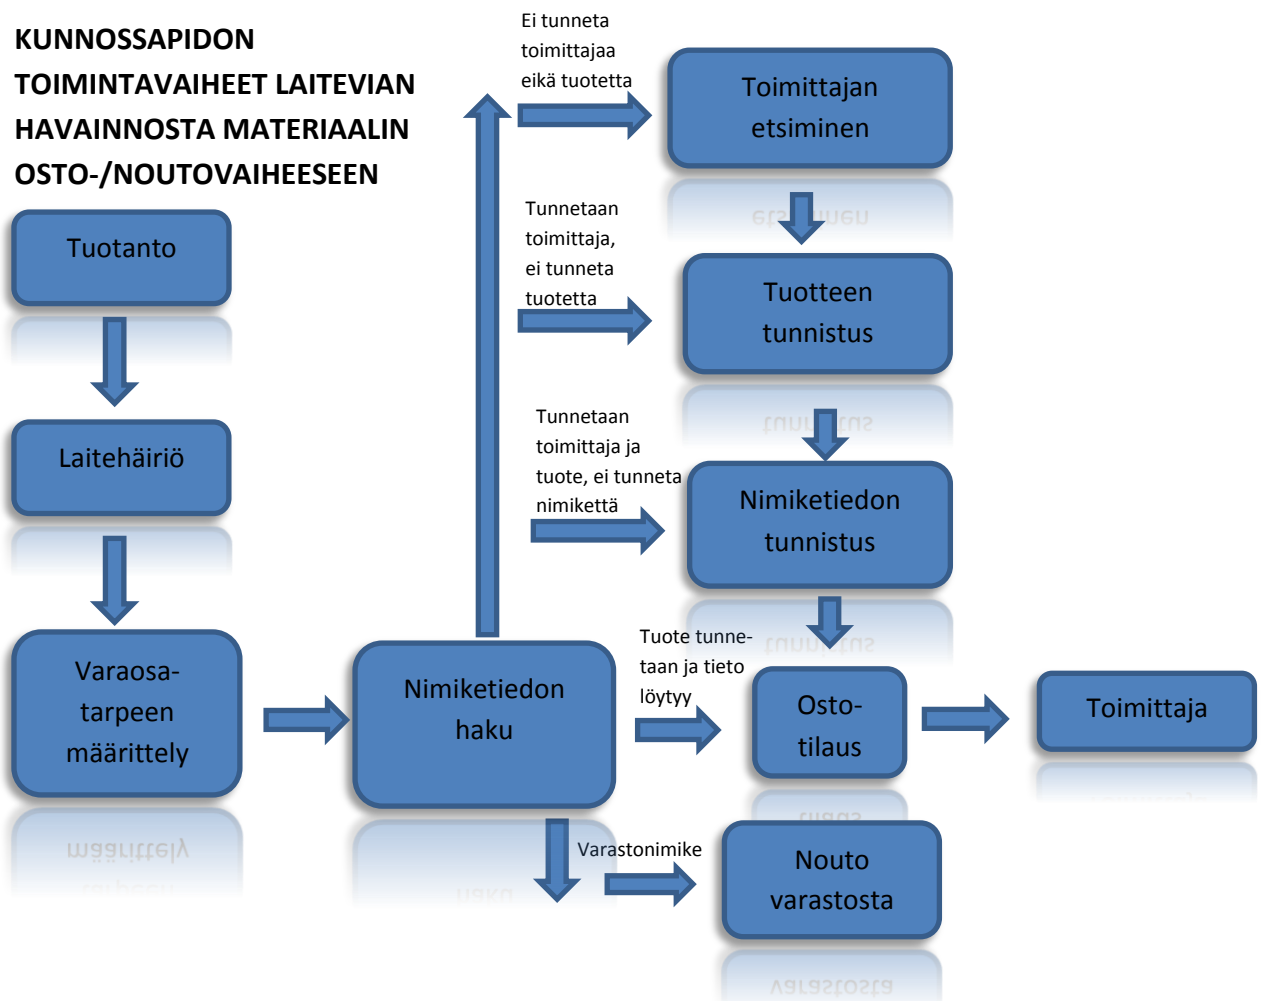 KUNNOSSAPIDON
TOIMINTAVAIHEET LAITEVIAN
HAVAINNOSTA MATERIAALIN
OSTO-/NOUTOVAIHEESEEN
Tuotanto
Laitehäiriö
Varaosa-
tarpeen
määrittely
Nimiketiedon
haku
Ei tunneta
toimittajaa
eikä tuotetta
Toimittajan
etsiminen
Tunnetaan
toimittaja,
ei tunneta
tuotetta
Tuotteen
tunnistus
Tunnetaan
toimittaja ja
tuote, ei tunneta
nimikettä
Nimiketiedon
tunnistus
Tuote tunne-
taan ja tieto
löytyy
Osto-
tilaus
Toimittaja
Varastonimike
Nouto
varastosta